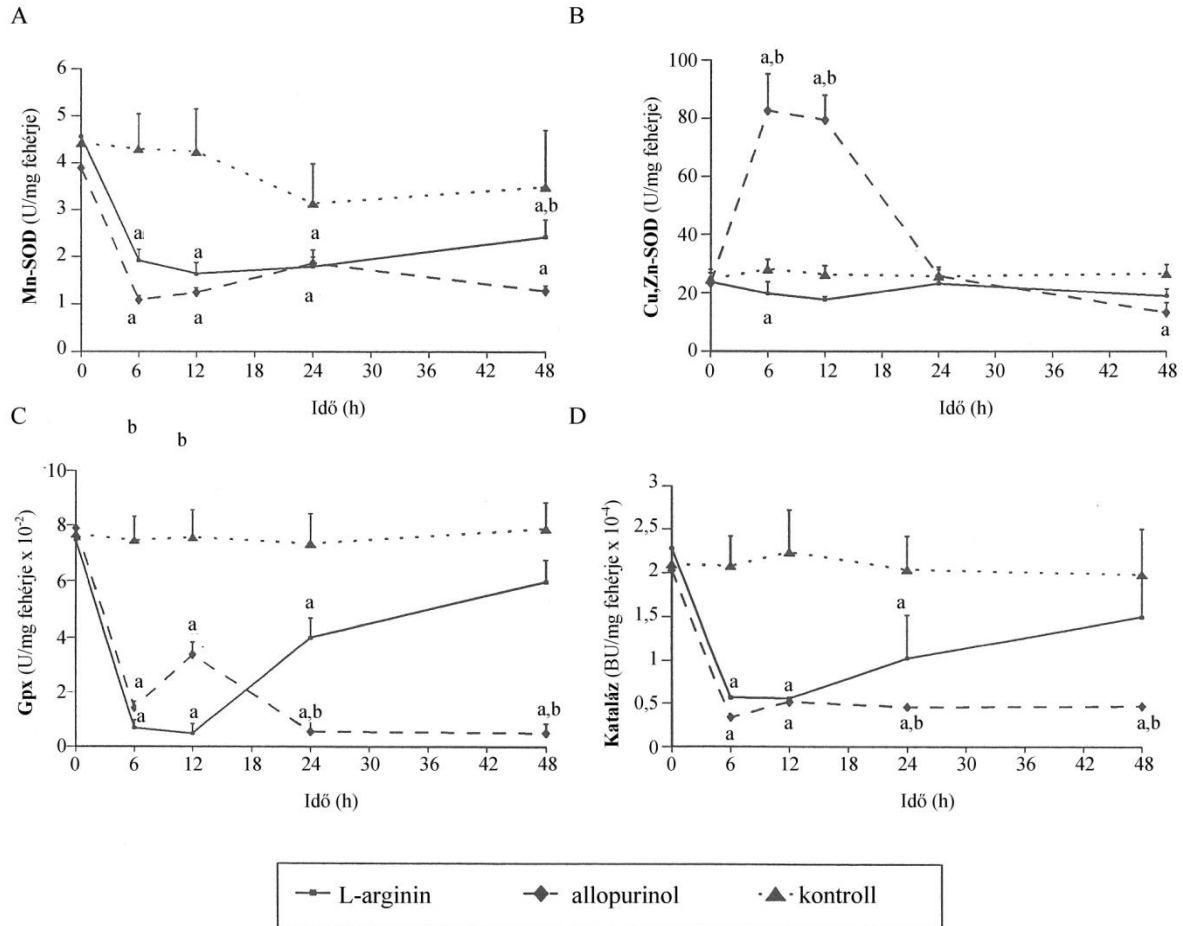 A
Mn-SOD (U/mg fehérje)
6
5
4
3
2
1
0
a
a
a,b
a
a
a
a
a
0 6 12 18 24 30 36 42 48
Idő (h)
B
Cu,Zn-SOD (U/mg fehérje)
100
80
60
40
20
0
a,b
a,b
a
a
0 6 12 18 24 30 36 42 48
Idő (h)
C
b
b
Gpx (U/mg fehérje x 10-2)
10
8
6
4
2
0
a
a
a
a
a
a,b
a,b
0 6 12 18 24 30 36 42 48
Idő (h)
D
Kataláz (BU/mg fehérje x 10-4)
3
2,5
2
1,5
1
0,5
0
a
a
a
a
a
a,b
a,b
0 6 12 18 24 30 36 42 48
Idő (h)
L-arginin allopurinol kontroll